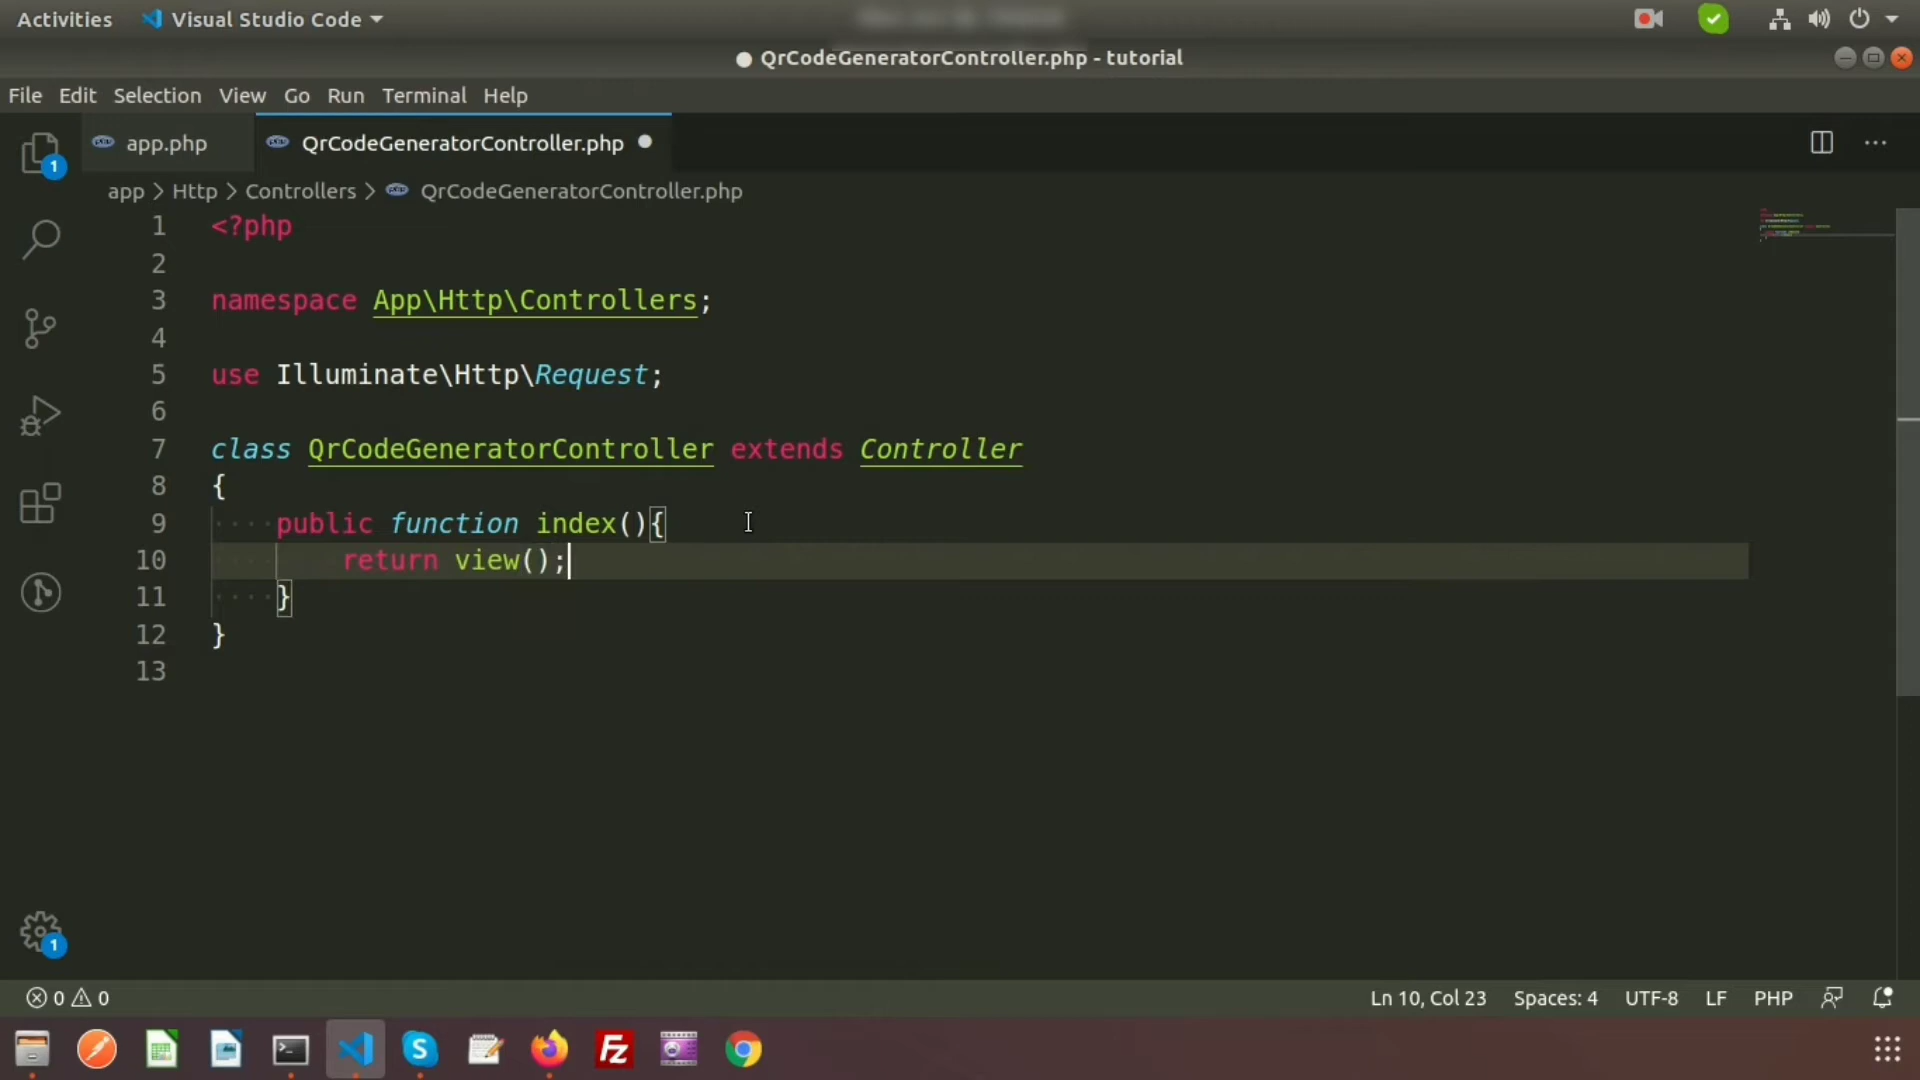 Activities Visual Studio Code
QrCodeGeneratorController.php - tutorial
File Edit Selection View Go Run Terminal Help
app.php QrCodeGeneratorController.php
1
app > Http > Controllers > QrCodeGeneratorController.php
1 <?php
2
3 namespace App\Http\Controllers;
4
5 use Illuminate\Http\Request;
6
7 class QrCodeGeneratorController extends Controller
8 {
9 public function index(){
10 return view();
11 }
12 }
13
1
0 0 Ln 10, Col 23 Spaces: 4 UTF-8 LF PHP
S Fz